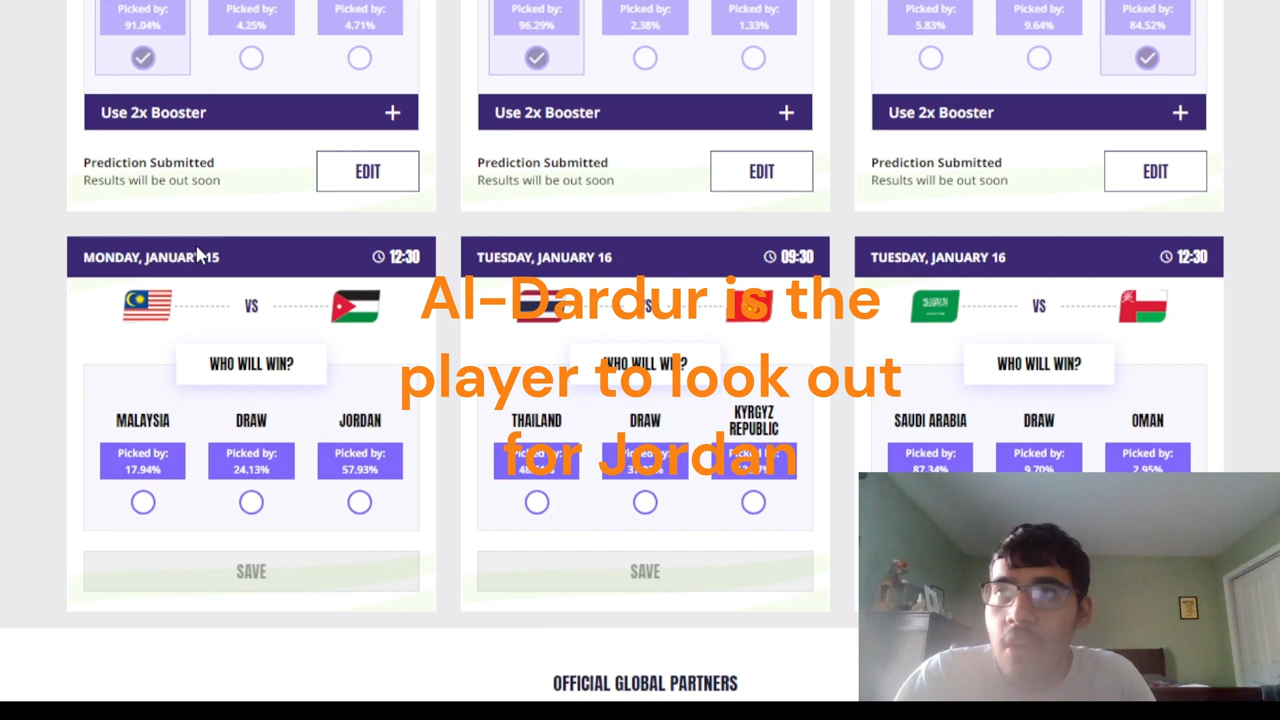 Picked by:
91.04%
Picked by:
4.25%
Picked by:
4.71%
Picked by:
96.29%
Picked by:
2.38%
Picked by:
1.33%
Picked by:
5.83%
Picked by:
9.64%
Picked by:
84.52%
Use 2x Booster
Use 2x Booster
Use 2x Booster
Prediction Submitted
Results will be out soon
EDIT
Prediction Submitted
Results will be out soon
EDIT
Prediction Submitted
Results will be out soon
EDIT
MONDAY, JANUARY 15
12:30
TUESDAY, JANUARY 16
09:30
TUESDAY, JANUARY 16
12:30
VS
VS
VS
Al-Dardur is the
player to look out
for Jordan
WHO WILL WIN?
WHO WILL WIN?
WHO WILL WIN?
MALAYSIA
DRAW
JORDAN
THAILAND
DRAW
KYRGYZ
REPUBLIC
SAUDI ARABIA
DRAW
OMAN
Picked by:
17.94%
Picked by:
24.13%
Picked by:
57.93%
Picked by:
87.34%
Picked by:
9.70%
Picked by:
2.95%
SAVE
SAVE
OFFICIAL GLOBAL PARTNERS